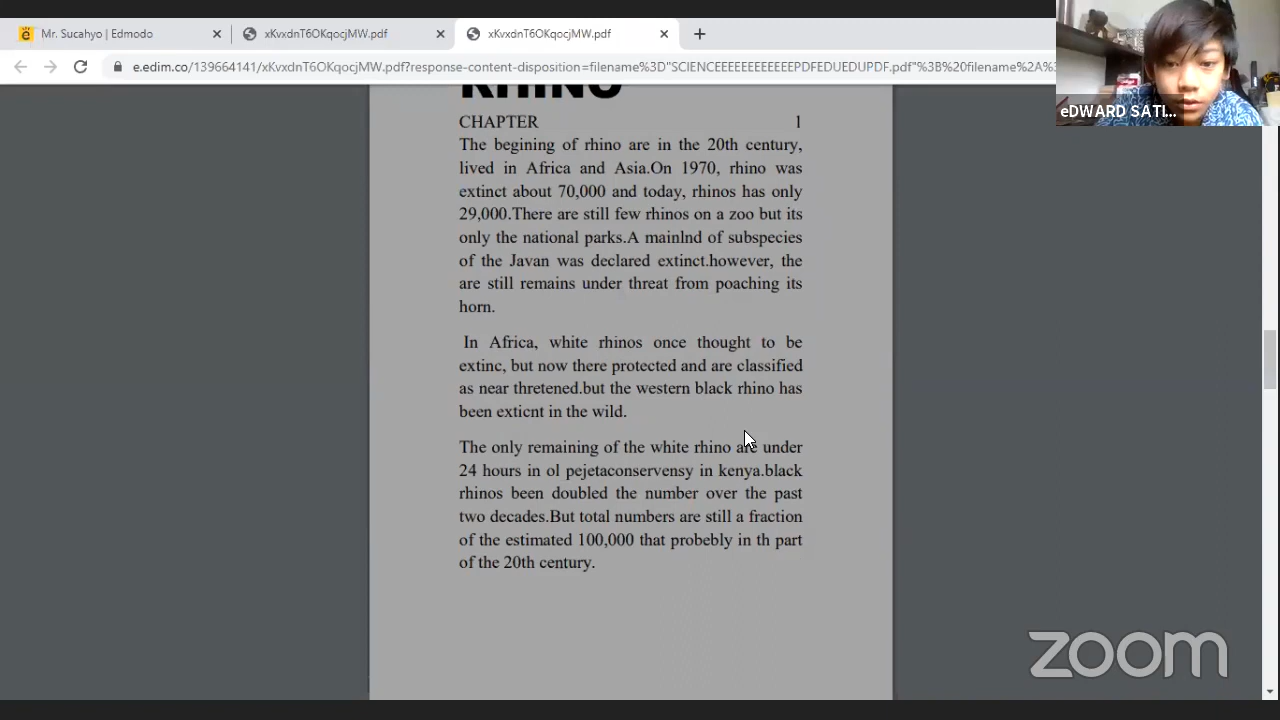 Mr. Sucahyo | Edmodo
xKvxdnT6OKqocjMW.pdf
xKvxdnT6OKqocjMW.pdf
e.edim.co/139664141/xKvxdnT6OKqocjMW.pdf?response-content-disposition=filename%3D"SCIENCEEEEEEEEEEEEPDFEDUEDUPDF.pdf"%3B%20filename%2A%3
eDWARD SATI...
RHINO
CHAPTER 1
The begining of rhino are in the 20th century,
lived in Africa and Asia.On 1970, rhino was
extinct about 70,000 and today, rhinos has only
29,000.There are still few rhinos on a zoo but its
only the national parks.A mainlnd of subspecies
of the Javan was declared extinct.however, the
are still remains under threat from poaching its
horn.
In Africa, white rhinos once thought to be
extinc, but now there protected and are classified
as near thretened.but the western black rhino has
been exticnt in the wild.
The only remaining of the white rhino are under
24 hours in ol pejetaconservensy in kenya.black
rhinos been doubled the number over the past
two decades.But total numbers are still a fraction
of the estimated 100,000 that probebly in th part
of the 20th century.
zoom